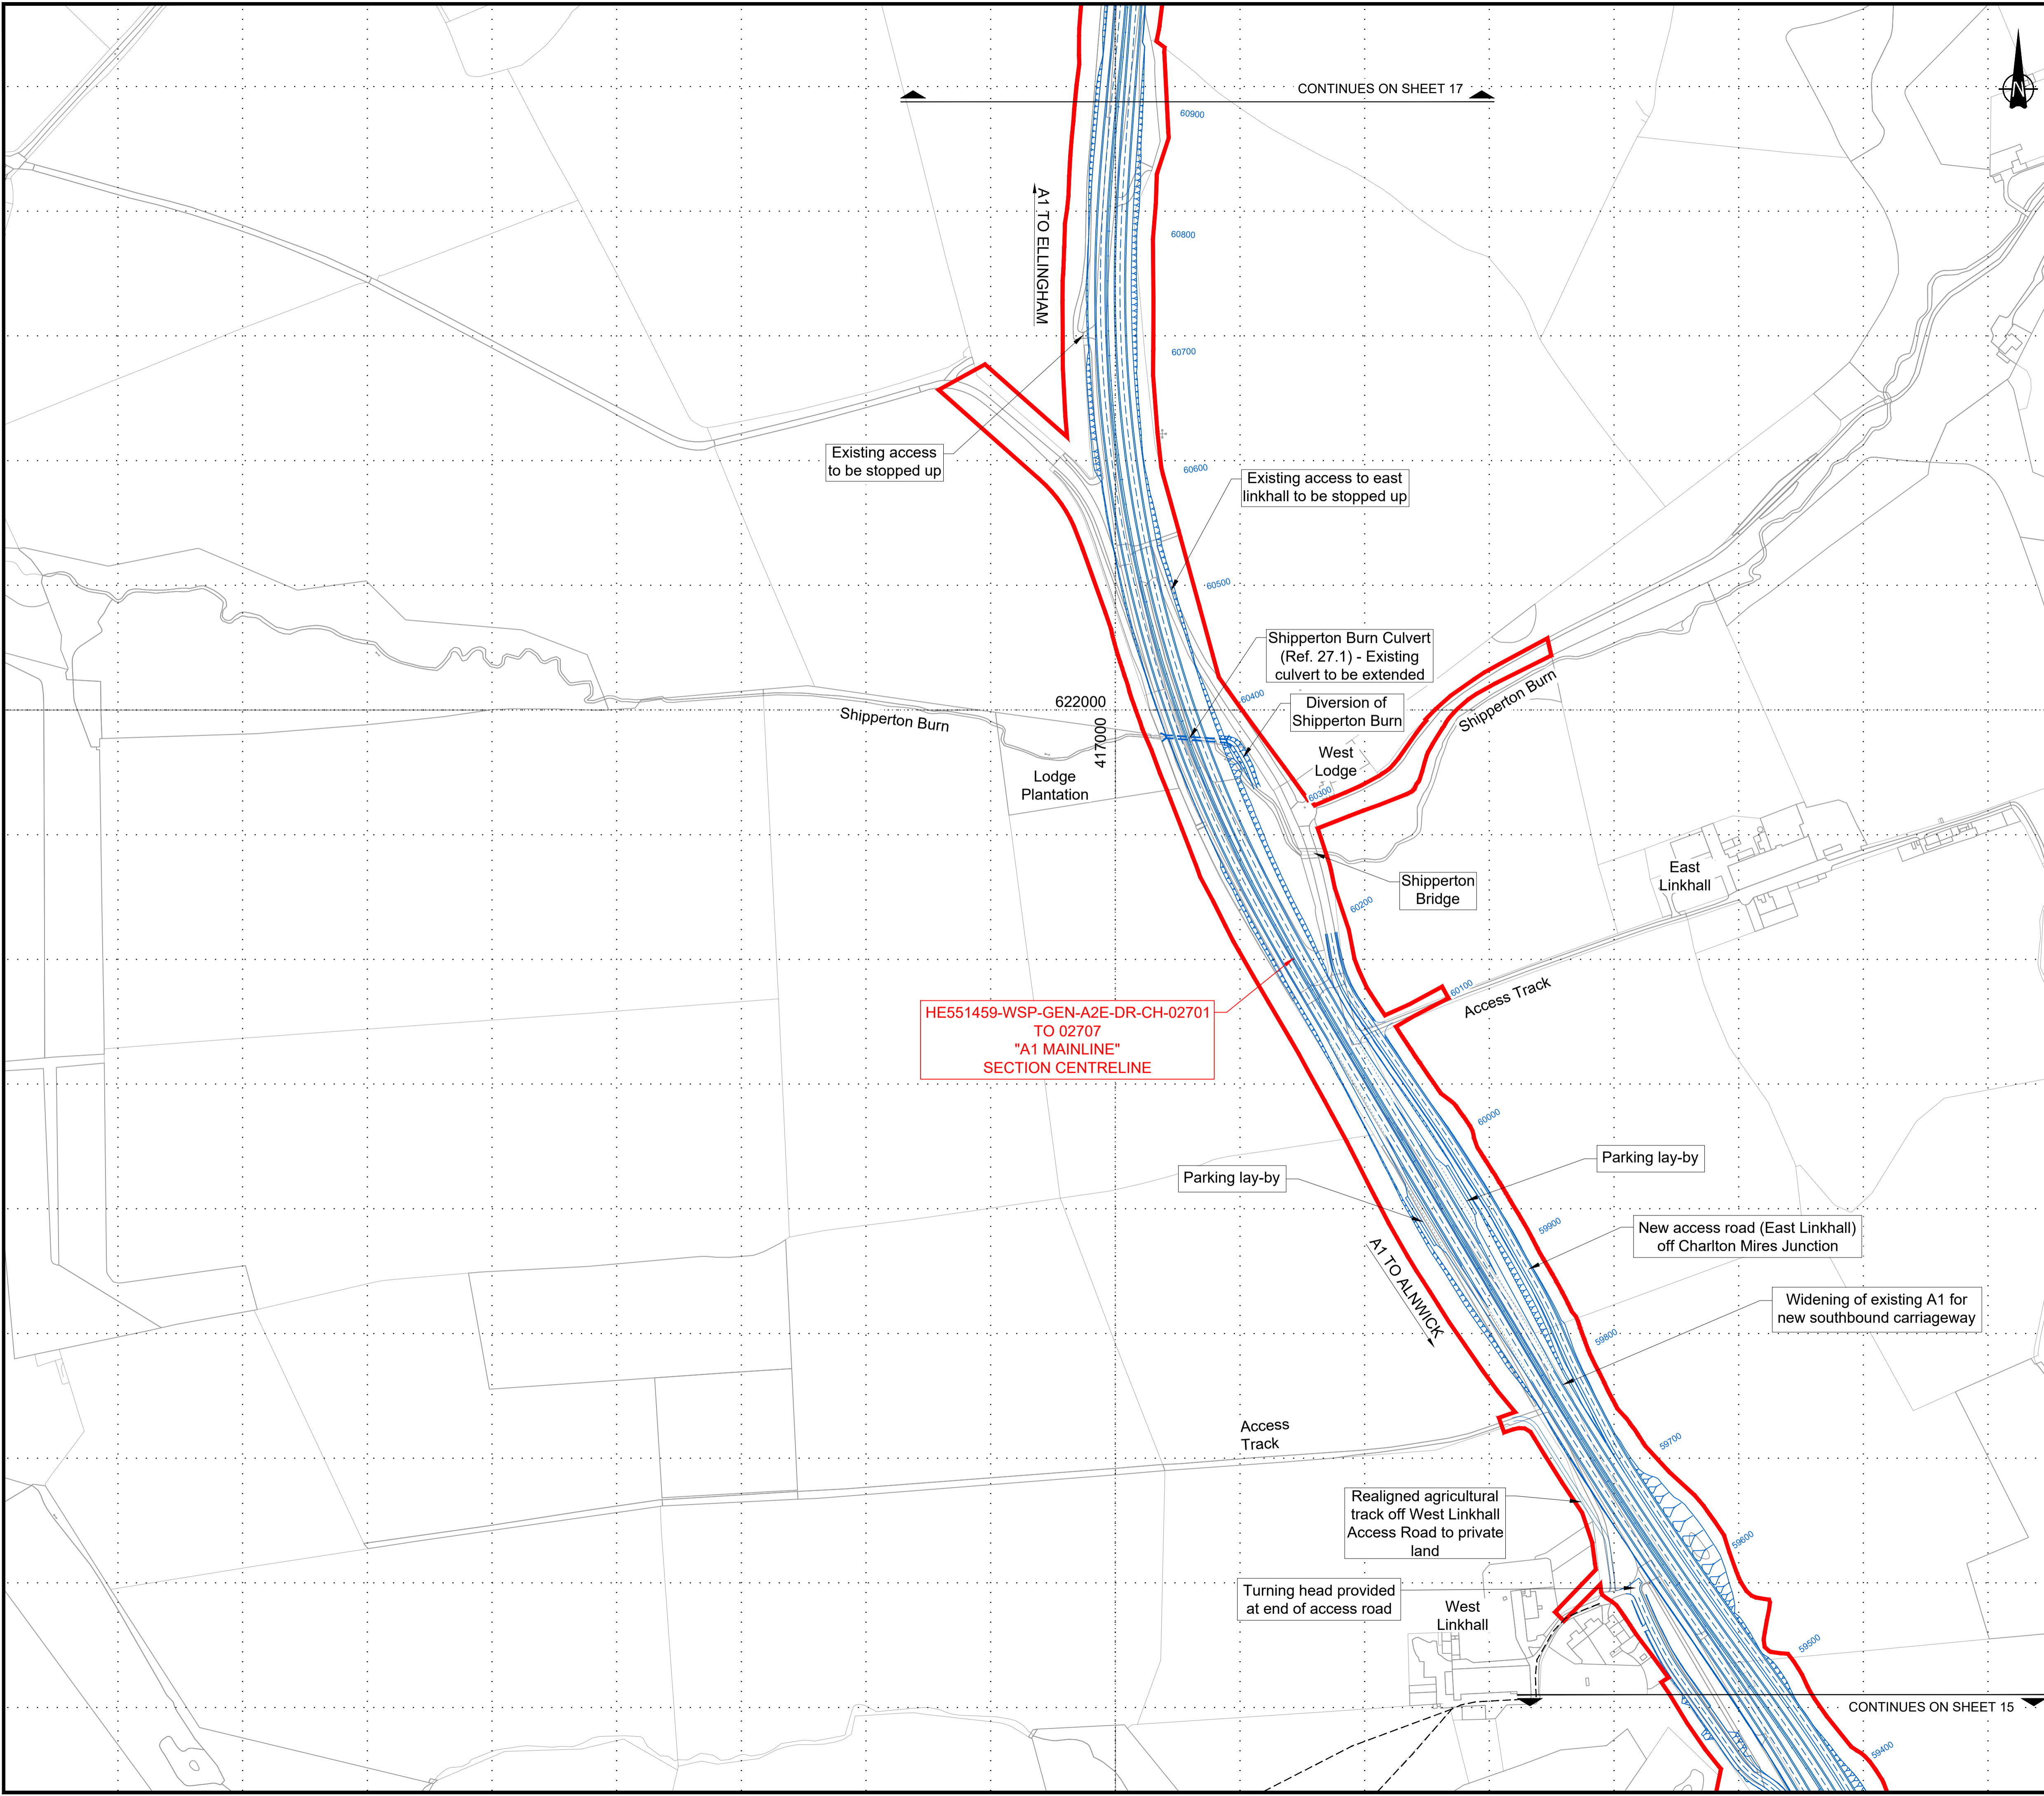 CONTINUES ON SHEET 17
N
60900
A1 TO ELLINGHAM
60800
60700
Existing access
to be stopped up
60600
Existing access to east
linkhall to be stopped up
60500
Shipperton Burn Culvert
(Ref. 27.1) - Existing
culvert to be extended
60400
Diversion of
Shipperton Burn
Shipperton Burn
622000
417000
Shipperton Burn
West
Lodge
Lodge
Plantation
60300
East
Linkhall
Shipperton
Bridge
60200
60100
Access Track
HE551459-WSP-GEN-A2E-DR-CH-02701
TO 02707
"A1 MAINLINE"
SECTION CENTRELINE
60000
Parking lay-by
Parking lay-by
59900
New access road (East Linkhall)
off Charlton Mires Junction
A1 TO ALNWICK
Widening of existing A1 for
new southbound carriageway
59800
Access
Track
59700
Realigned agricultural
track off West Linkhall
Access Road to private
land
59600
Turning head provided
at end of access road
West
Linkhall
59500
CONTINUES ON SHEET 15
59400